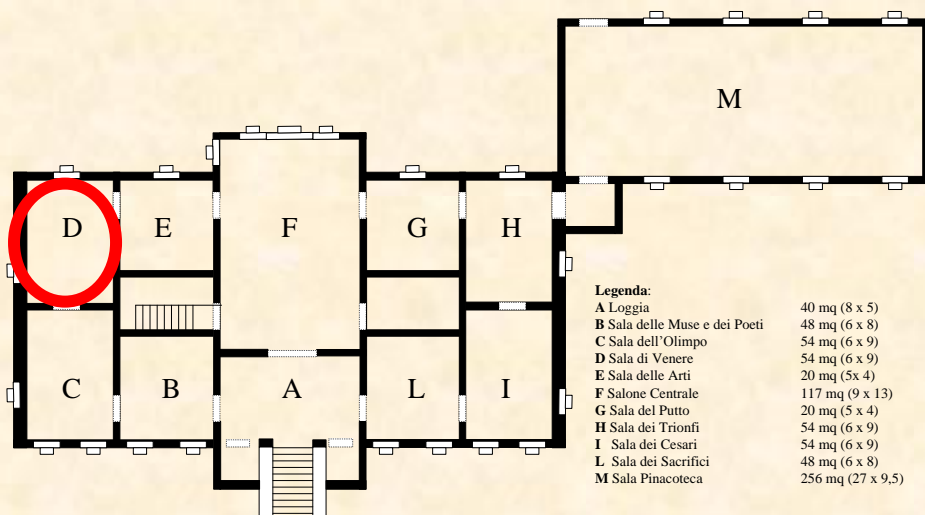 M
D
E
F
G
H
C
B
A
L
I
Legenda:
A Loggia 40 mq (8 x 5)
B Sala delle Muse e dei Poeti 48 mq (6 x 8)
C Sala dell'Olimpo 54 mq (6 x 9)
D Sala di Venere 54 mq (6 x 9)
E Sala delle Arti 20 mq (5x 4)
F Salone Centrale 117 mq (9 x 13)
G Sala del Putto 20 mq (5 x 4)
H Sala dei Trionfi 54 mq (6 x 9)
I Sala dei Cesari 54 mq (6 x 9)
L Sala dei Sacrifici 48 mq (6 x 8)
M Sala Pinacoteca 256 mq (27 x 9,5)